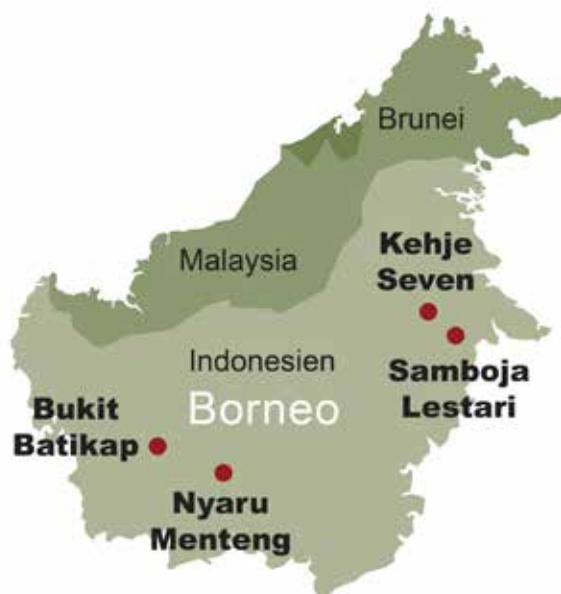 Brunei
Malaysia
Kehje
Seven
Indonesien
Borneo
Samboja
Lestari
Bukit
Batikap
Nyaru
Menteng